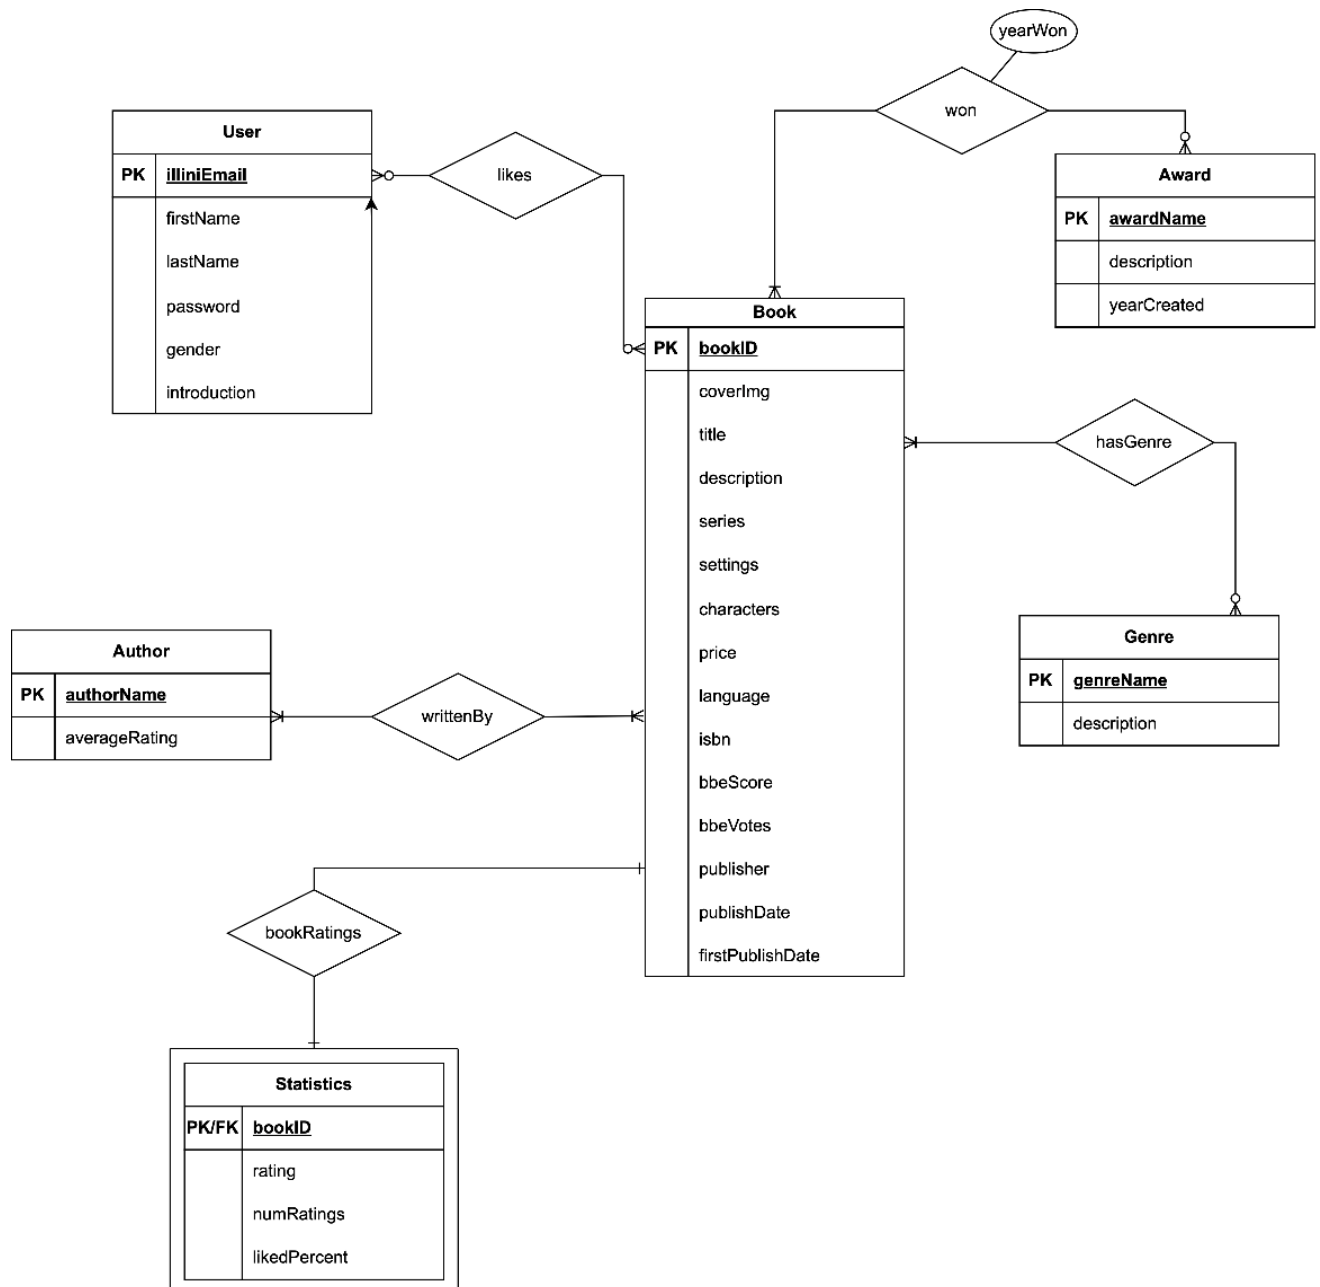 yearWon
won
User
PK illiniEmail
firstName
lastName
password
gender
introduction
likes
Award
PK awardName
description
yearCreated
Book
PK bookID
coverImg
title
description
series
settings
characters
price
language
isbn
bbeScore
bbeVotes
publisher
publishDate
firstPublishDate
hasGenre
Genre
PK genreName
description
Author
PK authorName
averageRating
writtenBy
bookRatings
Statistics
PK/FK bookID
rating
numRatings
likedPercent